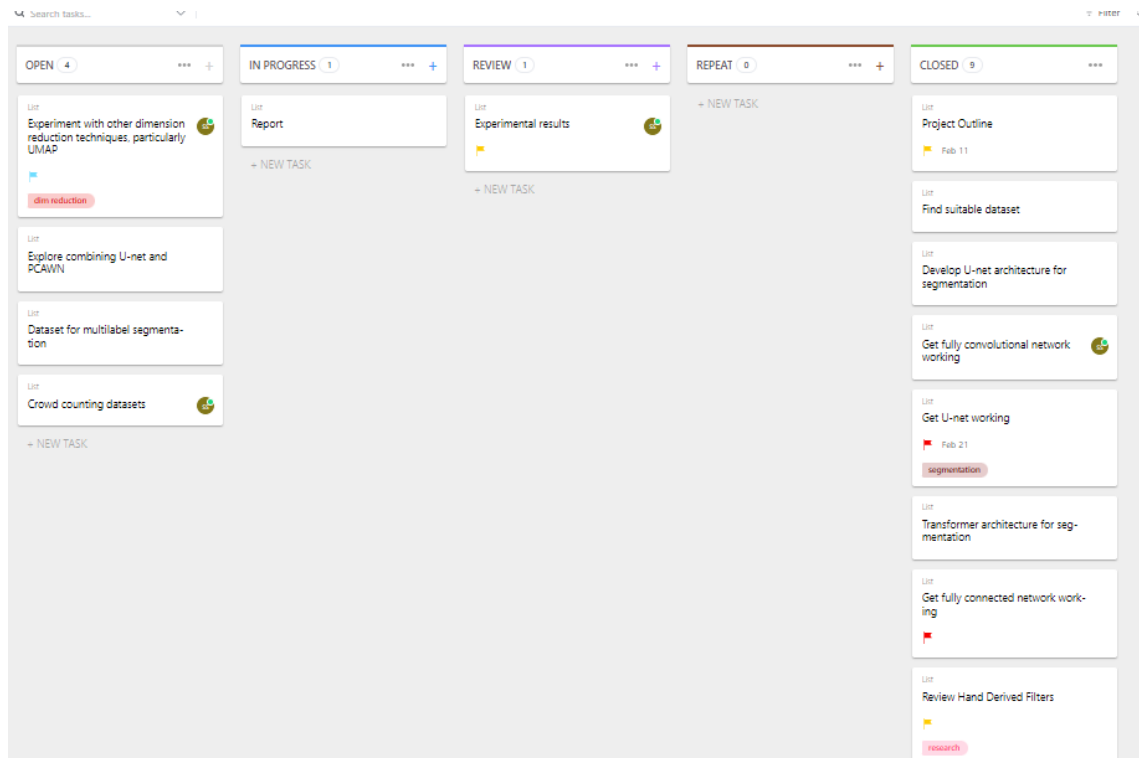 Search tasks...
Filter
OPEN 4
List
Experiment with other dimension
reduction techniques, particularly
UMAP
dim reduction
List
Explore combining U-net and
PCAWN
List
Dataset for multilabel segmenta-
tion
List
Crowd counting datasets
+ NEW TASK
IN PROGRESS 1
List
Report
+ NEW TASK
REVIEW 1
List
Experimental results
+ NEW TASK
REPEAT 0
+ NEW TASK
CLOSED 9
List
Project Outline
Feb 11
List
Find suitable dataset
List
Develop U-net architecture for
segmentation
List
Get fully convolutional network
working
List
Get U-net working
Feb 21
segmentation
List
Transformer architecture for seg-
mentation
List
Get fully connected network work-
ing
List
Review Hand Derived Filters
research